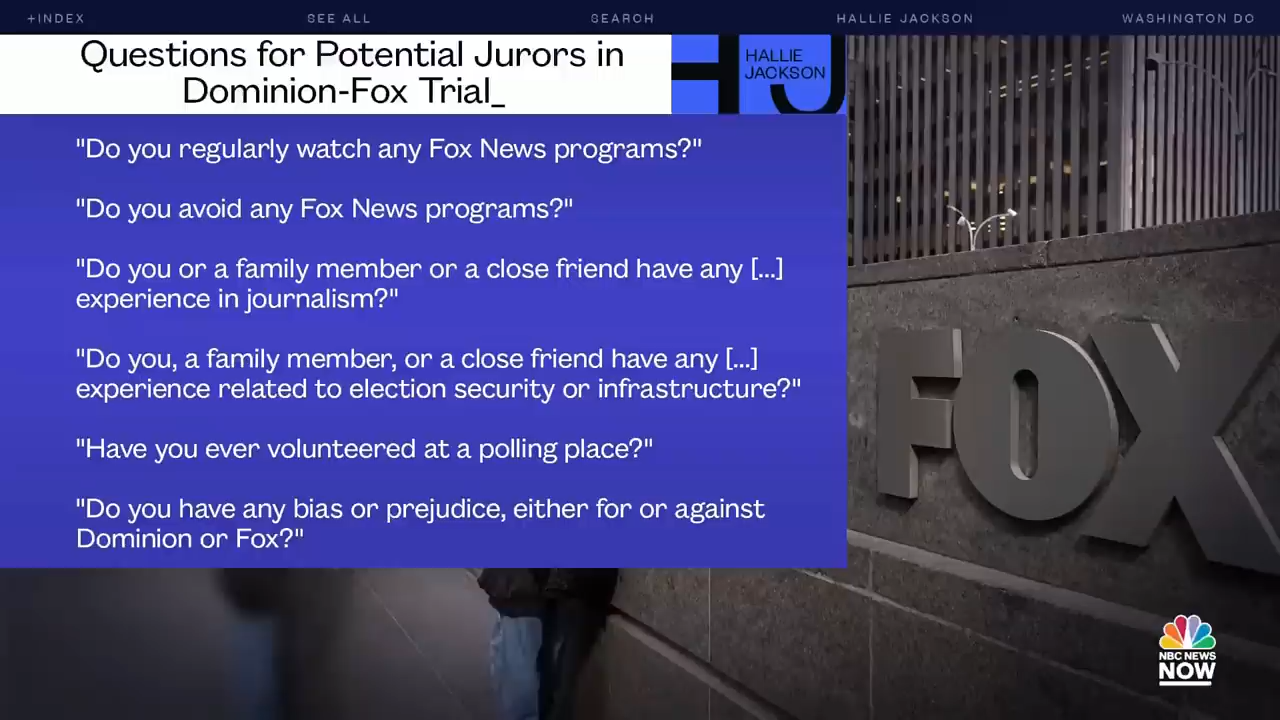 +INDEX
SEE ALL
SEARCH
HALLIE JACKSON
WASHINGTON DC
Questions for Potential Jurors in
Dominion-Fox Trial_
HALLIE
JACKSON
HJ
"Do you regularly watch any Fox News programs?"
"Do you avoid any Fox News programs?"
"Do you or a family member or a close friend have any [...]
experience in journalism?"
"Do you, a family member, or a close friend have any [...]
experience related to election security or infrastructure?"
"Have you ever volunteered at a polling place?"
"Do you have any bias or prejudice, either for or against
Dominion or Fox?"
FOX
NBC NEWS
NOW